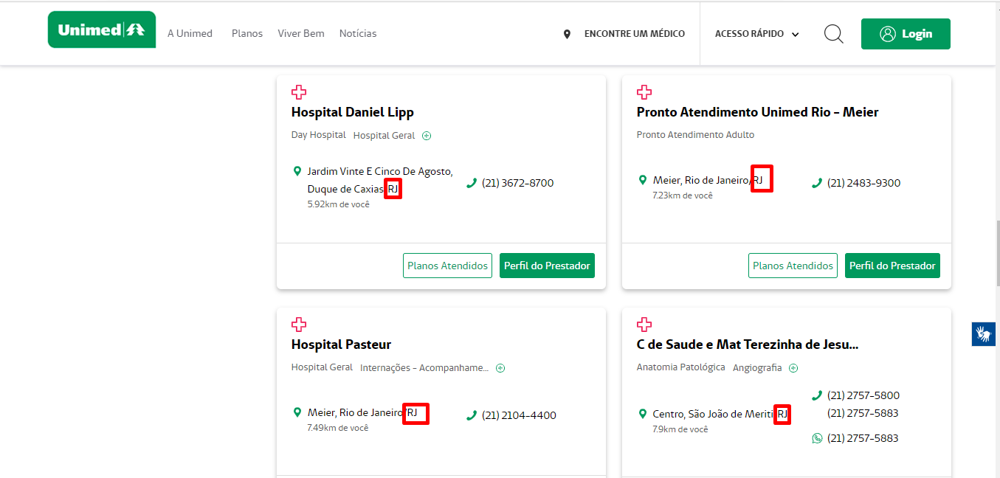 Unimed
A Unimed
Planos
Viver Bem
Notícias
ENCONTRE UM MÉDICO
ACESSO RÁPIDO
Login
Hospital Daniel Lipp
Day Hospital Hospital Geral
Jardim Vinte E Cinco De Agosto,
Duque de Caxias RJ
5.92km de você
(21) 3672-8700
Planos Atendidos
Perfil do Prestador
Pronto Atendimento Unimed Rio - Meier
Pronto Atendimento Adulto
Meier, Rio de Janeiro/RJ
7.23km de você
(21) 2483-9300
Planos Atendidos
Perfil do Prestador
Hospital Pasteur
Hospital Geral Internações - Acompanhame...
Meier, Rio de Janeiro/RJ
7.49km de você
(21) 2104-4400
C de Saude e Mat Terezinha de Jesu...
Anatomia Patológica Angiografia
Centro, São João de Meriti RJ
7.9km de você
(21) 2757-5800
(21) 2757-5883
(21) 2757-5883